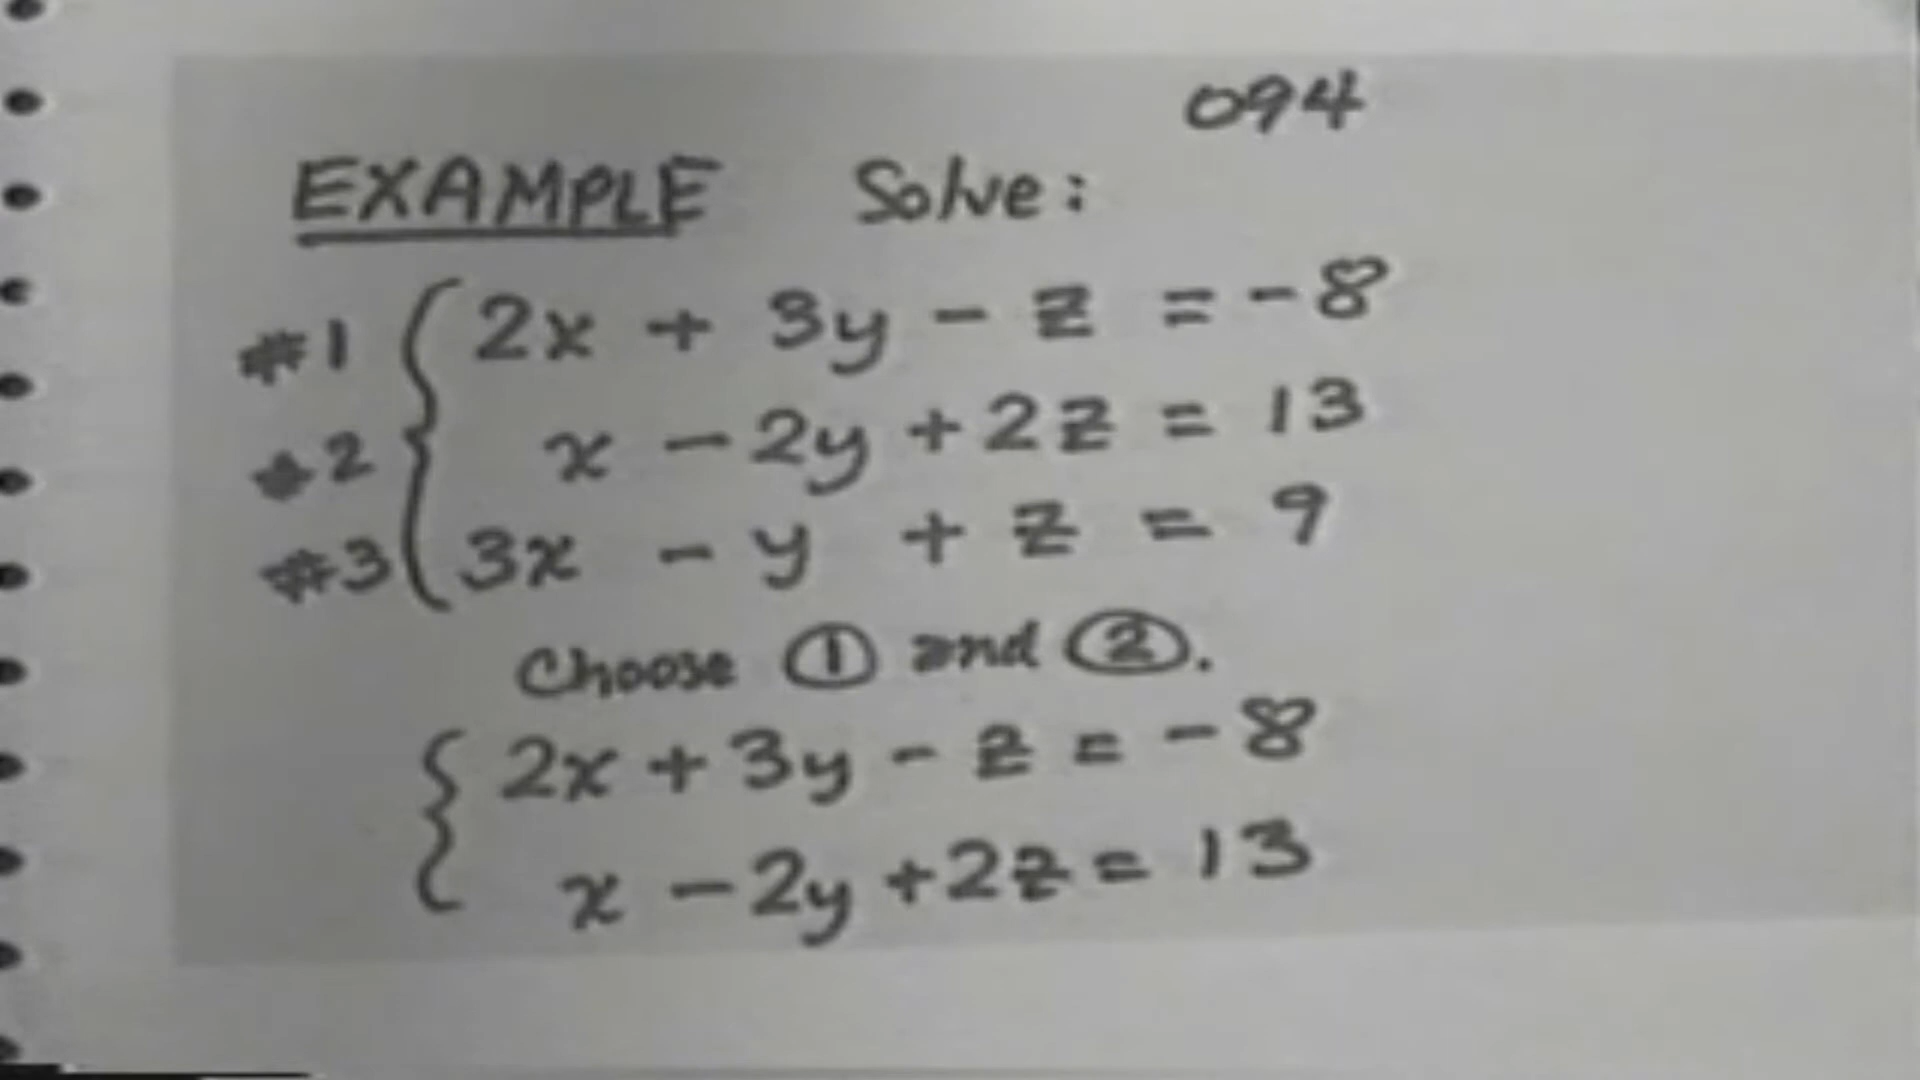 094
EXAMPLE Solve:
#1 2x + 3y - z = -8
#2 x - 2y + 2z = 13
#3 3x - y + z = 9
Choose ① and ②.
2x + 3y - z = -8
x - 2y + 2z = 13